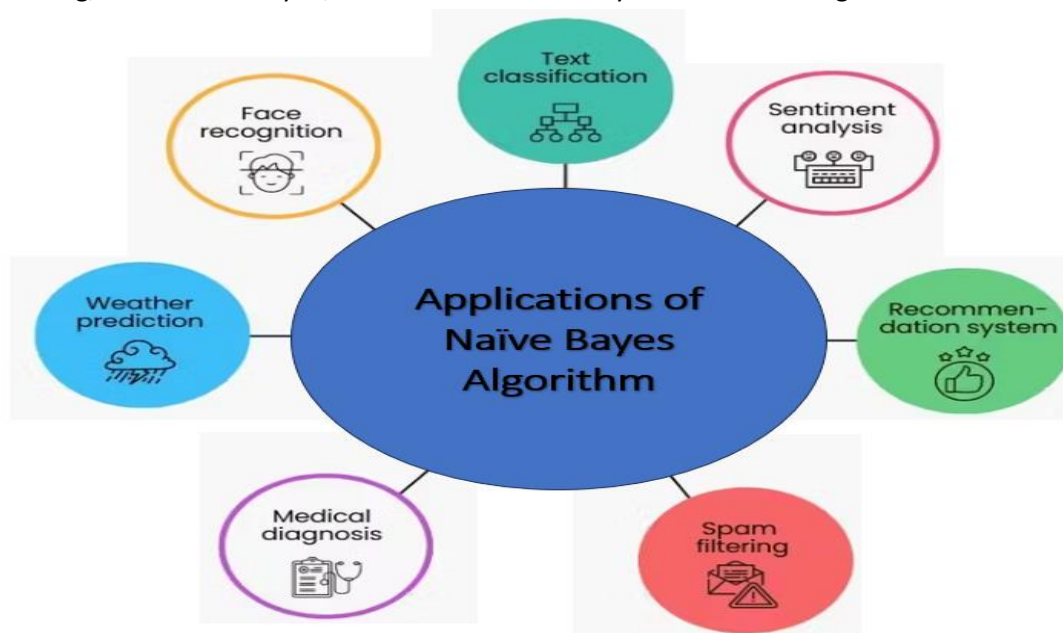 Applications of
Naïve Bayes
Algorithm
Text
classification
Sentiment
analysis
Recommen-
dation system
Spam
filtering
Medical
diagnosis
Weather
prediction
Face
recognition